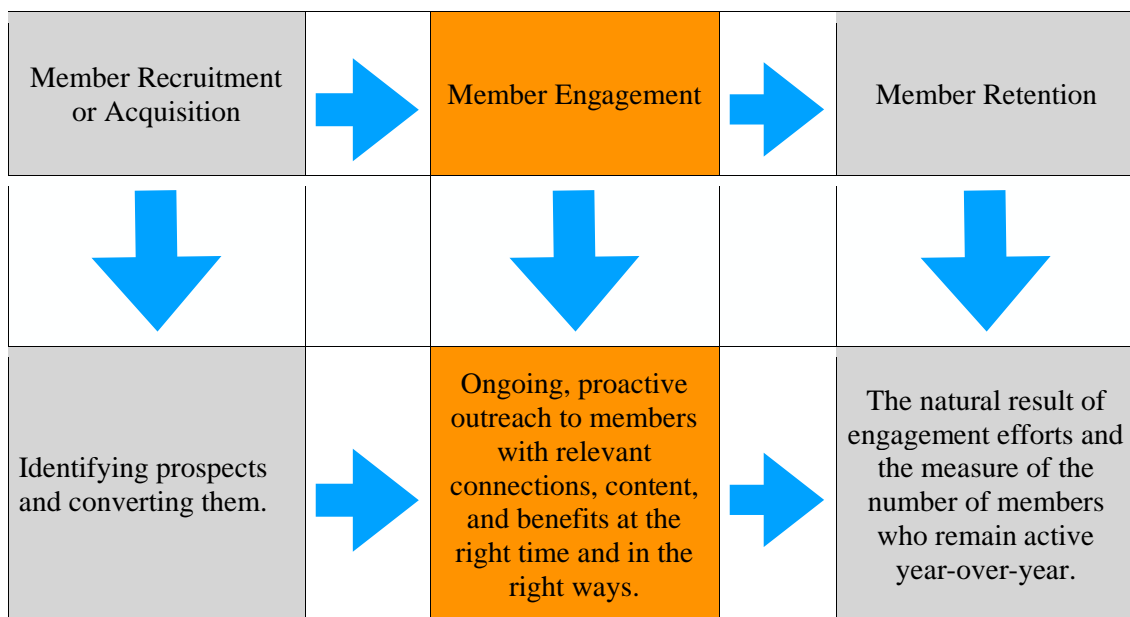 Member Recruitment
or Acquisition
Member Engagement
Member Retention
Identifying prospects
and converting them.
Ongoing, proactive
outreach to members
with relevant
connections, content,
and benefits at the
right time and in the
right ways.
The natural result of
engagement efforts and
the measure of the
number of members
who remain active
year-over-year.